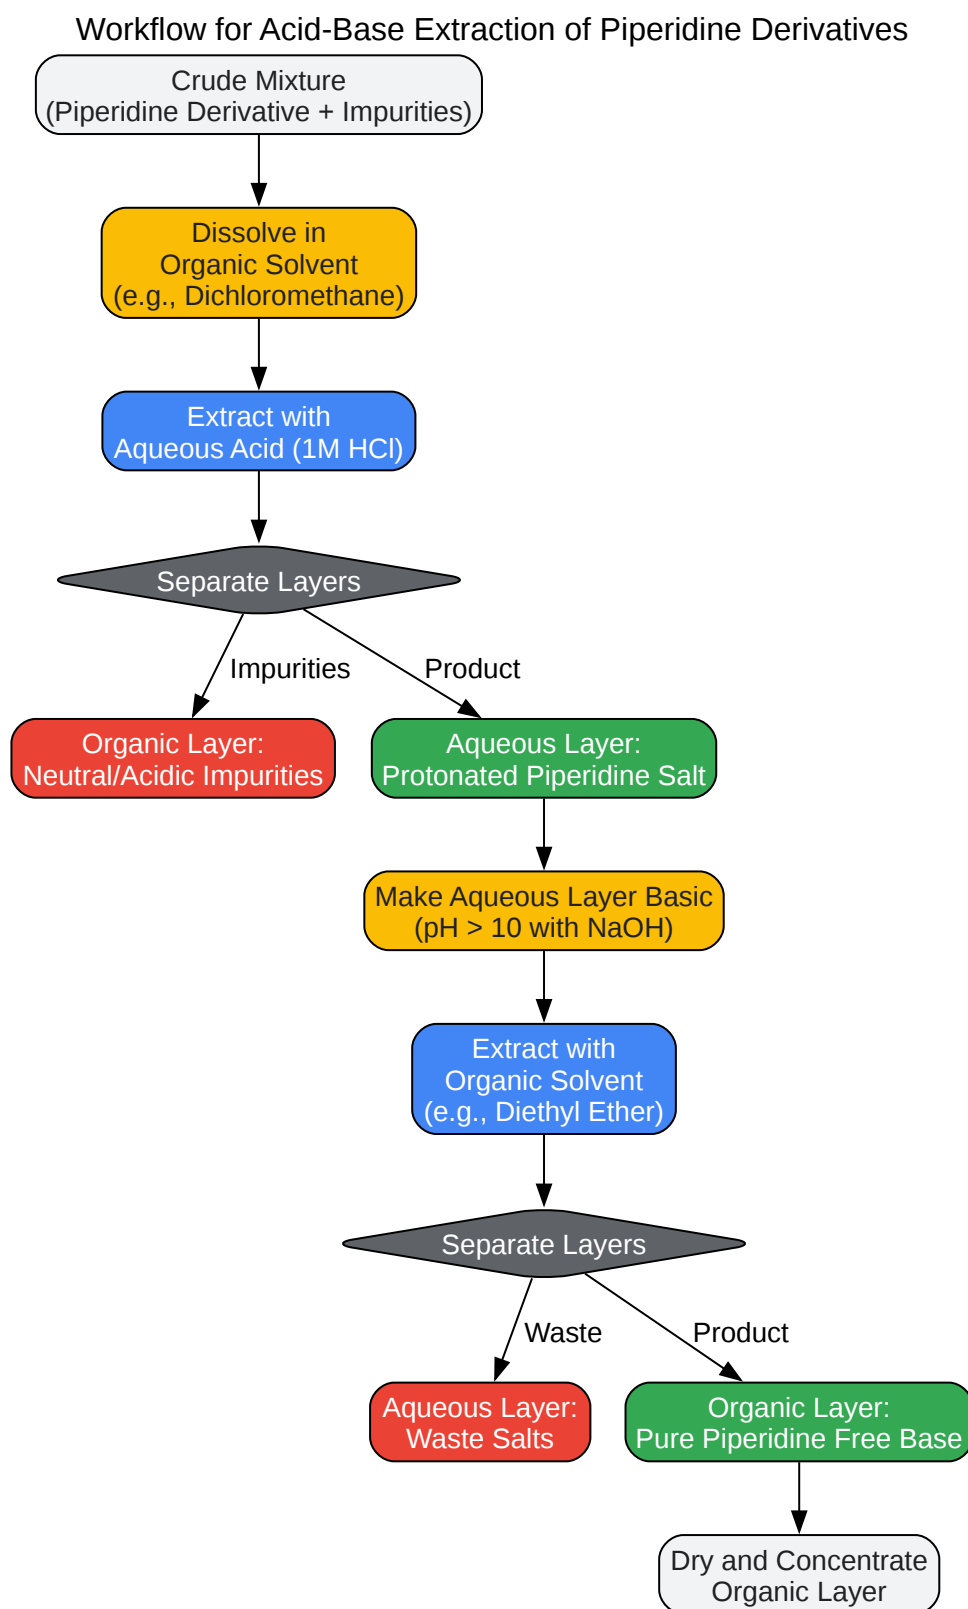 Workflow for Acid-Base Extraction of Piperidine Derivatives
Crude Mixture
(Piperidine Derivative + Impurities)
Dissolve in
Organic Solvent
(e.g., Dichloromethane)
Extract with
Aqueous Acid (1M HCl)
Separate Layers
Impurities
Product
Organic Layer:
Neutral/Acidic Impurities
Aqueous Layer:
Protonated Piperidine Salt
Make Aqueous Layer Basic
(pH > 10 with NaOH)
Extract with
Organic Solvent
(e.g., Diethyl Ether)
Separate Layers
Waste
Product
Aqueous Layer:
Waste Salts
Organic Layer:
Pure Piperidine Free Base
Dry and Concentrate
Organic Layer